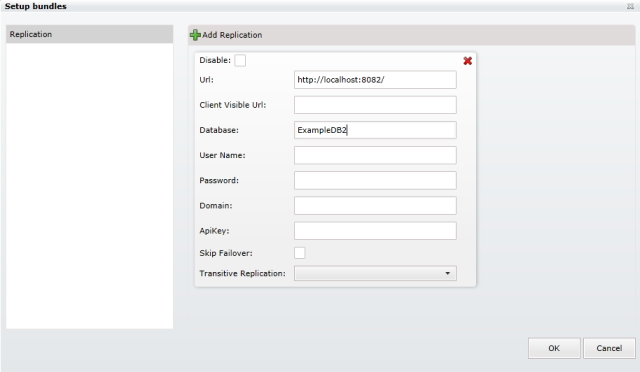 Setup bundles
Replication
Add Replication
Disable:
Url: http://localhost:8082/
Client Visible Url:
Database: ExampleDB2
User Name:
Password:
Domain:
ApiKey:
Skip Failover:
Transitive Replication:
OK Cancel